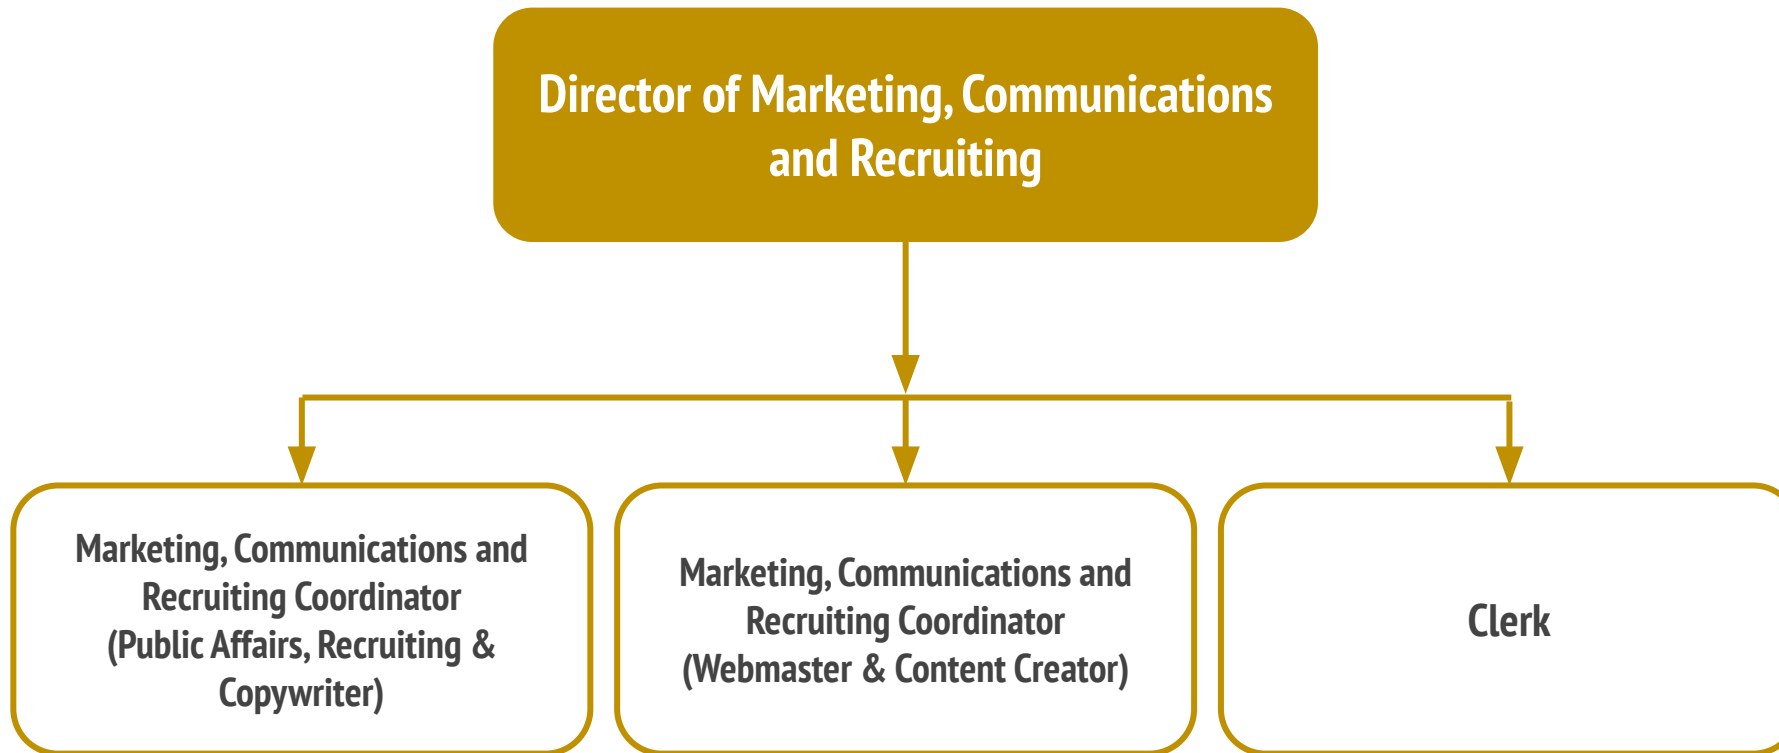 Director of Marketing, Communications
and Recruiting
Marketing, Communications and
Recruiting Coordinator
(Public Affairs, Recruiting &
Copywriter)
Marketing, Communications and
Recruiting Coordinator
(Webmaster & Content Creator)
Clerk